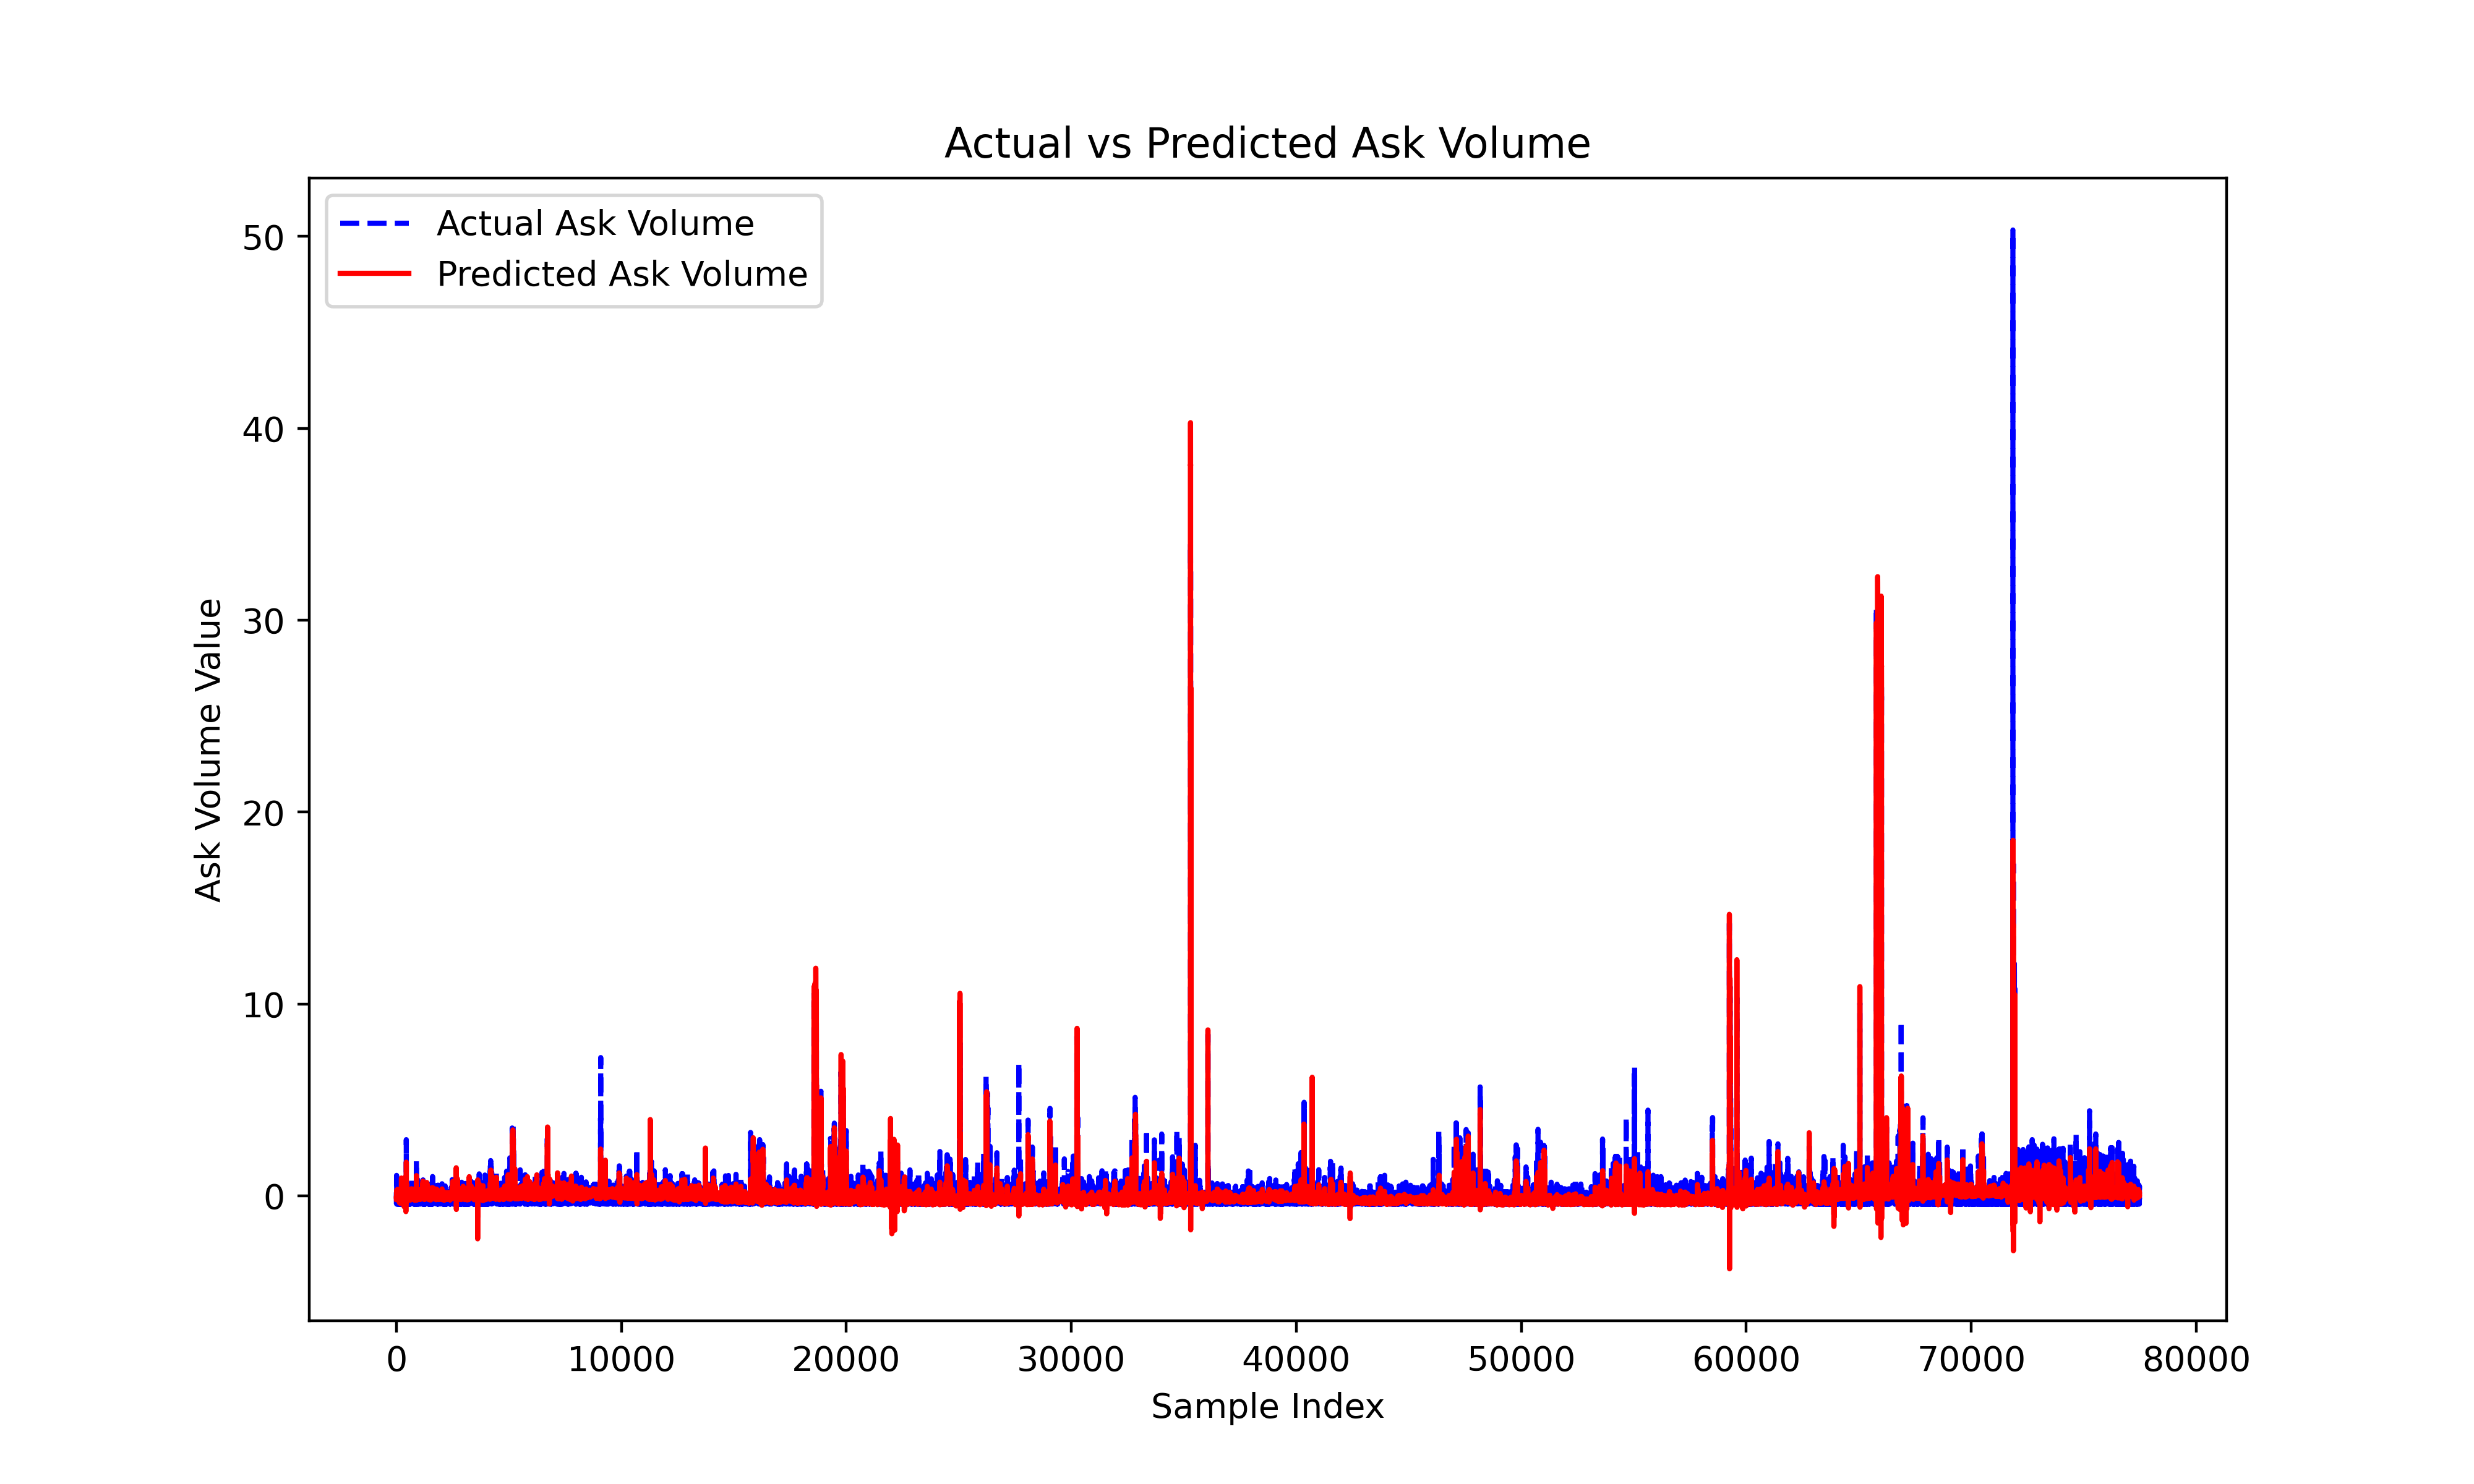 Actual vs Predicted Ask Volume
Actual Ask Volume
Predicted Ask Volume
50
40
30
20
10
0
Ask Volume Value
0 10000 20000 30000 40000 50000 60000 70000 80000
Sample Index